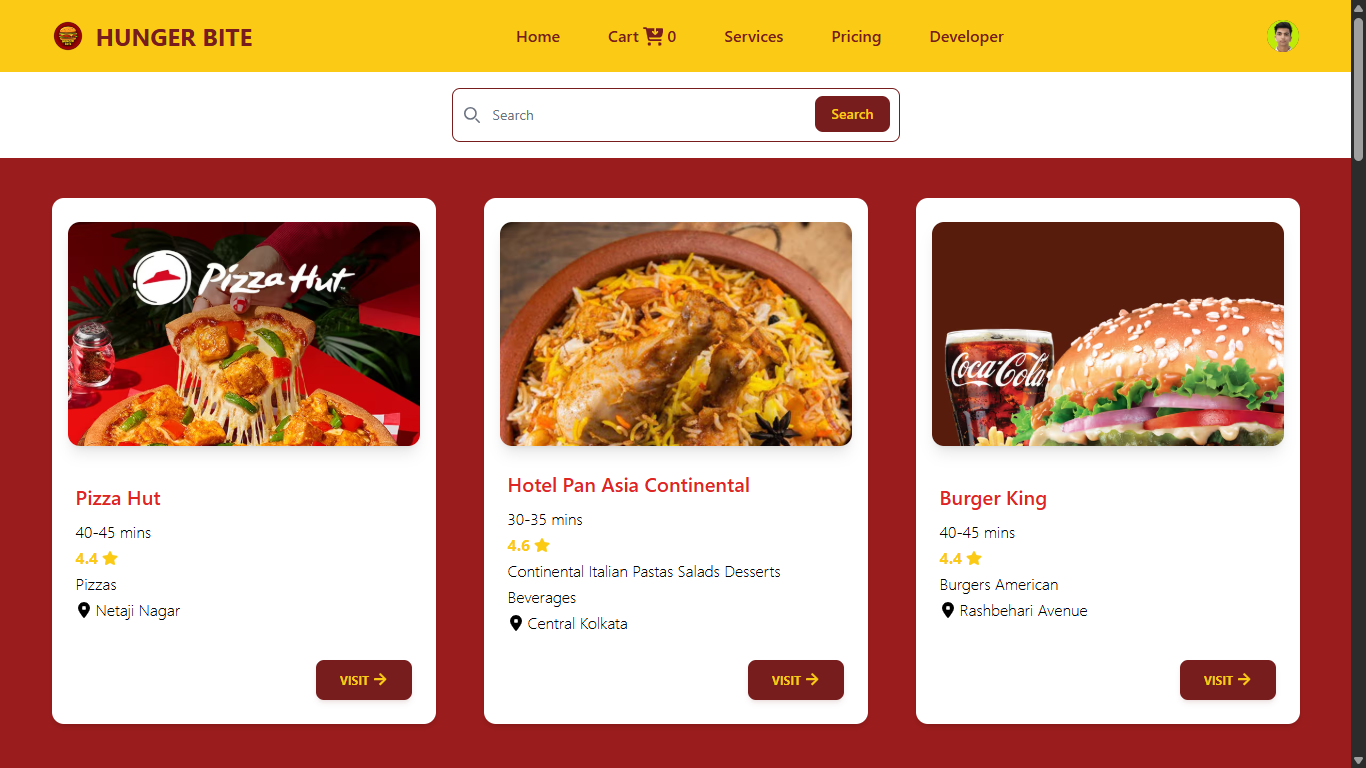 HUNGER BITE
Home
Cart 0
Services
Pricing
Developer
Search
Search
Pizza Hut
Coca-Cola
Pizza Hut
40-45 mins
4.4
Pizzas
Netaji Nagar
VISIT
Hotel Pan Asia Continental
30-35 mins
4.6
Continental Italian Pastas Salads Desserts
Beverages
Central Kolkata
VISIT
Burger King
40-45 mins
4.4
Burgers American
Rashbehari Avenue
VISIT